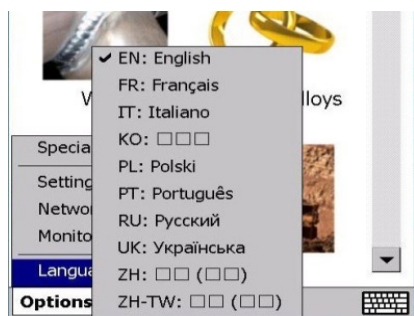 EN: English
FR: Français
lloys
IT: Italiano
KO: □□□
Specia
PL: Polski
Setting
PT: Português
Networ
RU: Русский
Monito
UK: Українська
Langua
ZH: □□ (□□)
Options
ZH-TW: □□ (□□)